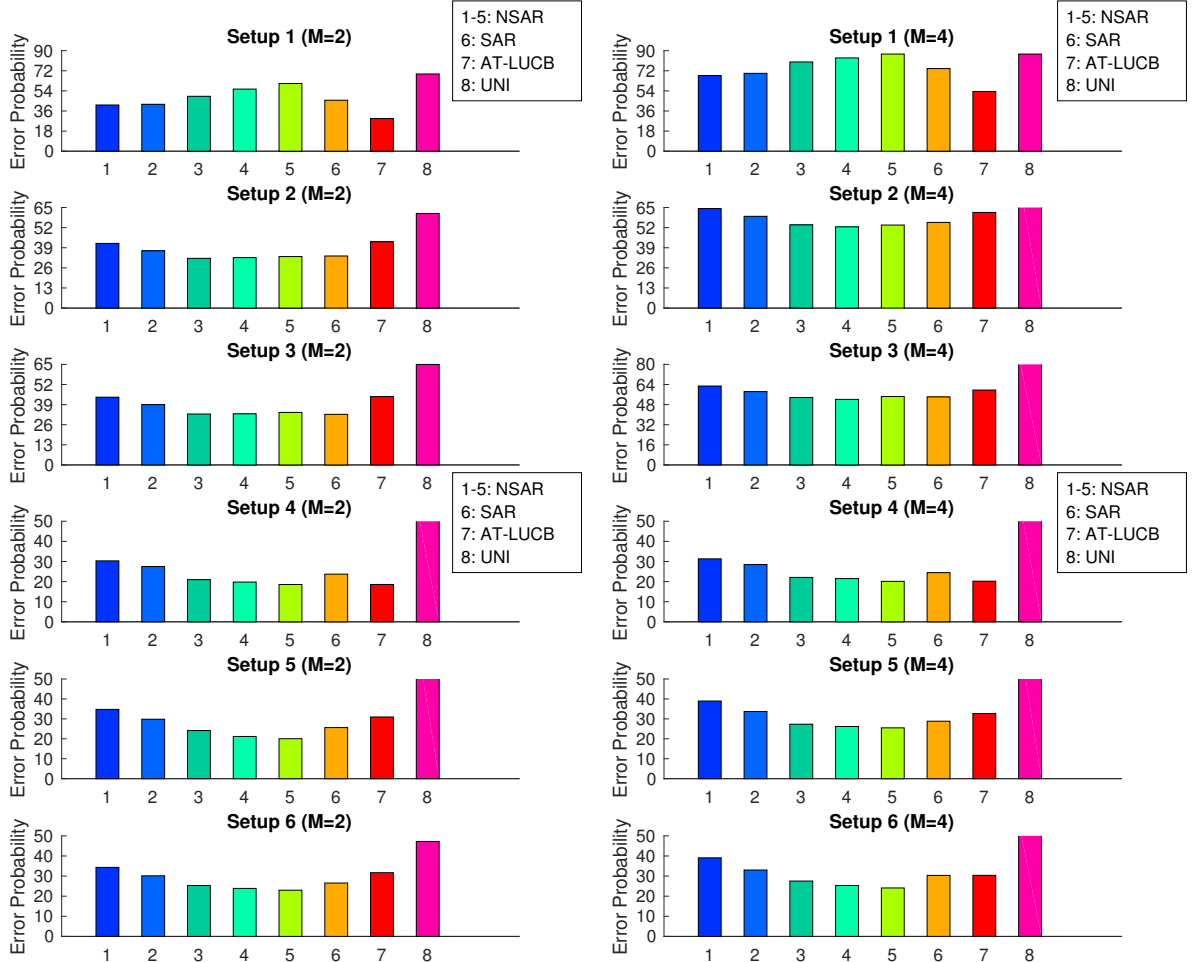 Setup 1 (M=2)
Error Probability
90
72
54
36
18
0
1 2 3 4 5 6 7 8
1-5: NSAR
6: SAR
7: AT-LUCB
8: UNI
Setup 1 (M=4)
Error Probability
90
72
54
36
18
0
1 2 3 4 5 6 7 8
1-5: NSAR
6: SAR
7: AT-LUCB
8: UNI
Setup 2 (M=2)
Error Probability
65
52
39
26
13
0
1 2 3 4 5 6 7 8
Setup 2 (M=4)
Error Probability
65
52
39
26
13
0
1 2 3 4 5 6 7 8
Setup 3 (M=2)
Error Probability
65
52
39
26
13
0
1 2 3 4 5 6 7 8
Setup 3 (M=4)
Error Probability
80
64
48
32
16
0
1 2 3 4 5 6 7 8
Setup 4 (M=2)
Error Probability
50
40
30
20
10
0
1 2 3 4 5 6 7 8
1-5: NSAR
6: SAR
7: AT-LUCB
8: UNI
Setup 4 (M=4)
Error Probability
50
40
30
20
10
0
1 2 3 4 5 6 7 8
1-5: NSAR
6: SAR
7: AT-LUCB
8: UNI
Setup 5 (M=2)
Error Probability
50
40
30
20
10
0
1 2 3 4 5 6 7 8
Setup 5 (M=4)
Error Probability
50
40
30
20
10
0
1 2 3 4 5 6 7 8
Setup 6 (M=2)
Error Probability
50
40
30
20
10
0
1 2 3 4 5 6 7 8
Setup 6 (M=4)
Error Probability
50
40
30
20
10
0
1 2 3 4 5 6 7 8